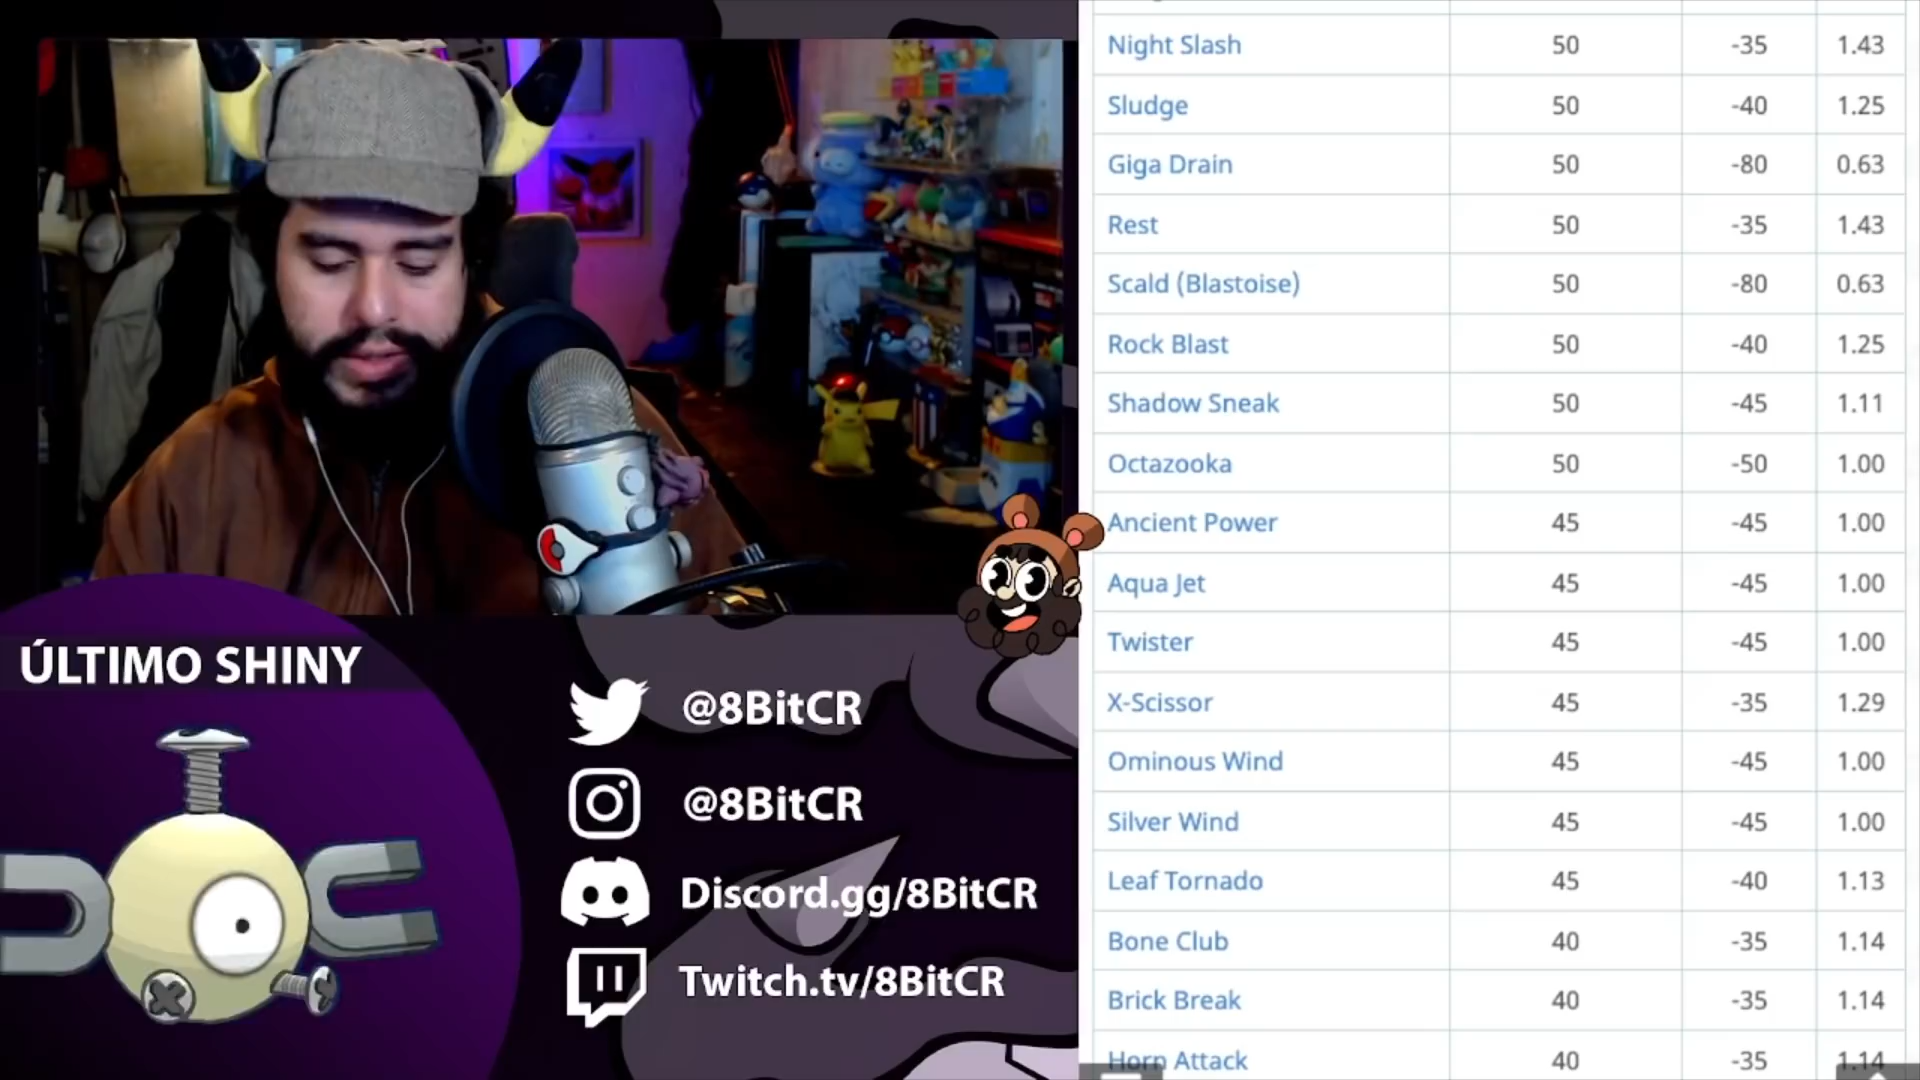 Night Slash 50 -35 1.43
Sludge 50 -40 1.25
Giga Drain 50 -80 0.63
Rest 50 -35 1.43
Scald (Blastoise) 50 -80 0.63
Rock Blast 50 -40 1.25
Shadow Sneak 50 -45 1.11
Octazooka 50 -50 1.00
Ancient Power 45 -45 1.00
Aqua Jet 45 -45 1.00
Twister 45 -45 1.00
X-Scissor 45 -35 1.29
Ominous Wind 45 -45 1.00
Silver Wind 45 -45 1.00
Leaf Tornado 45 -40 1.13
Bone Club 40 -35 1.14
Brick Break 40 -35 1.14
Horn Attack 40 -35 1.14
ÚLTIMO SHINY
@8BitCR
@8BitCR
Discord.gg/8BitCR
Twitch.tv/8BitCR